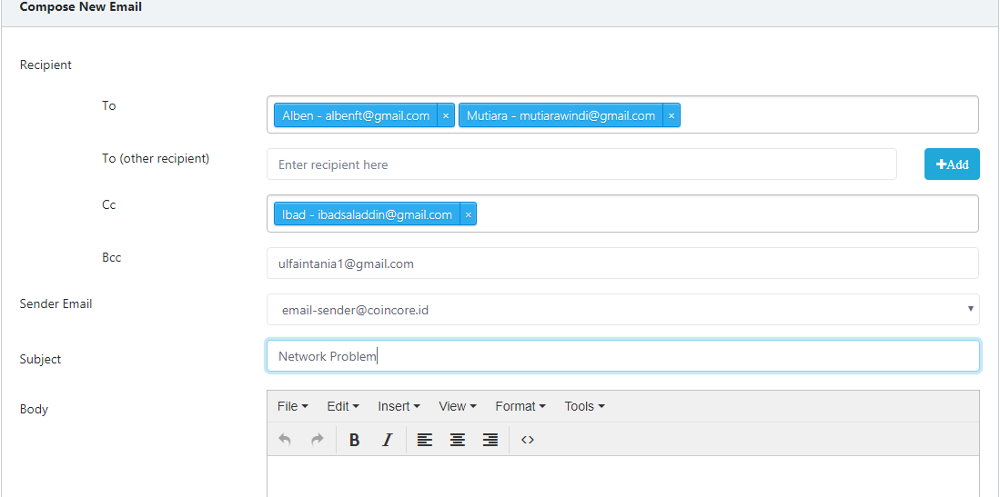 Compose New Email
Recipient
To
Alben - albenft@gmail.com × Mutiara - mutiarawindi@gmail.com ×
To (other recipient)
Enter recipient here
+Add
Cc
Ibad - ibadsaladdin@gmail.com ×
Bcc
ulfaintania1@gmail.com
Sender Email
email-sender@coincore.id
Subject
Network Problem
Body
File Edit Insert View Format Tools
B I <>